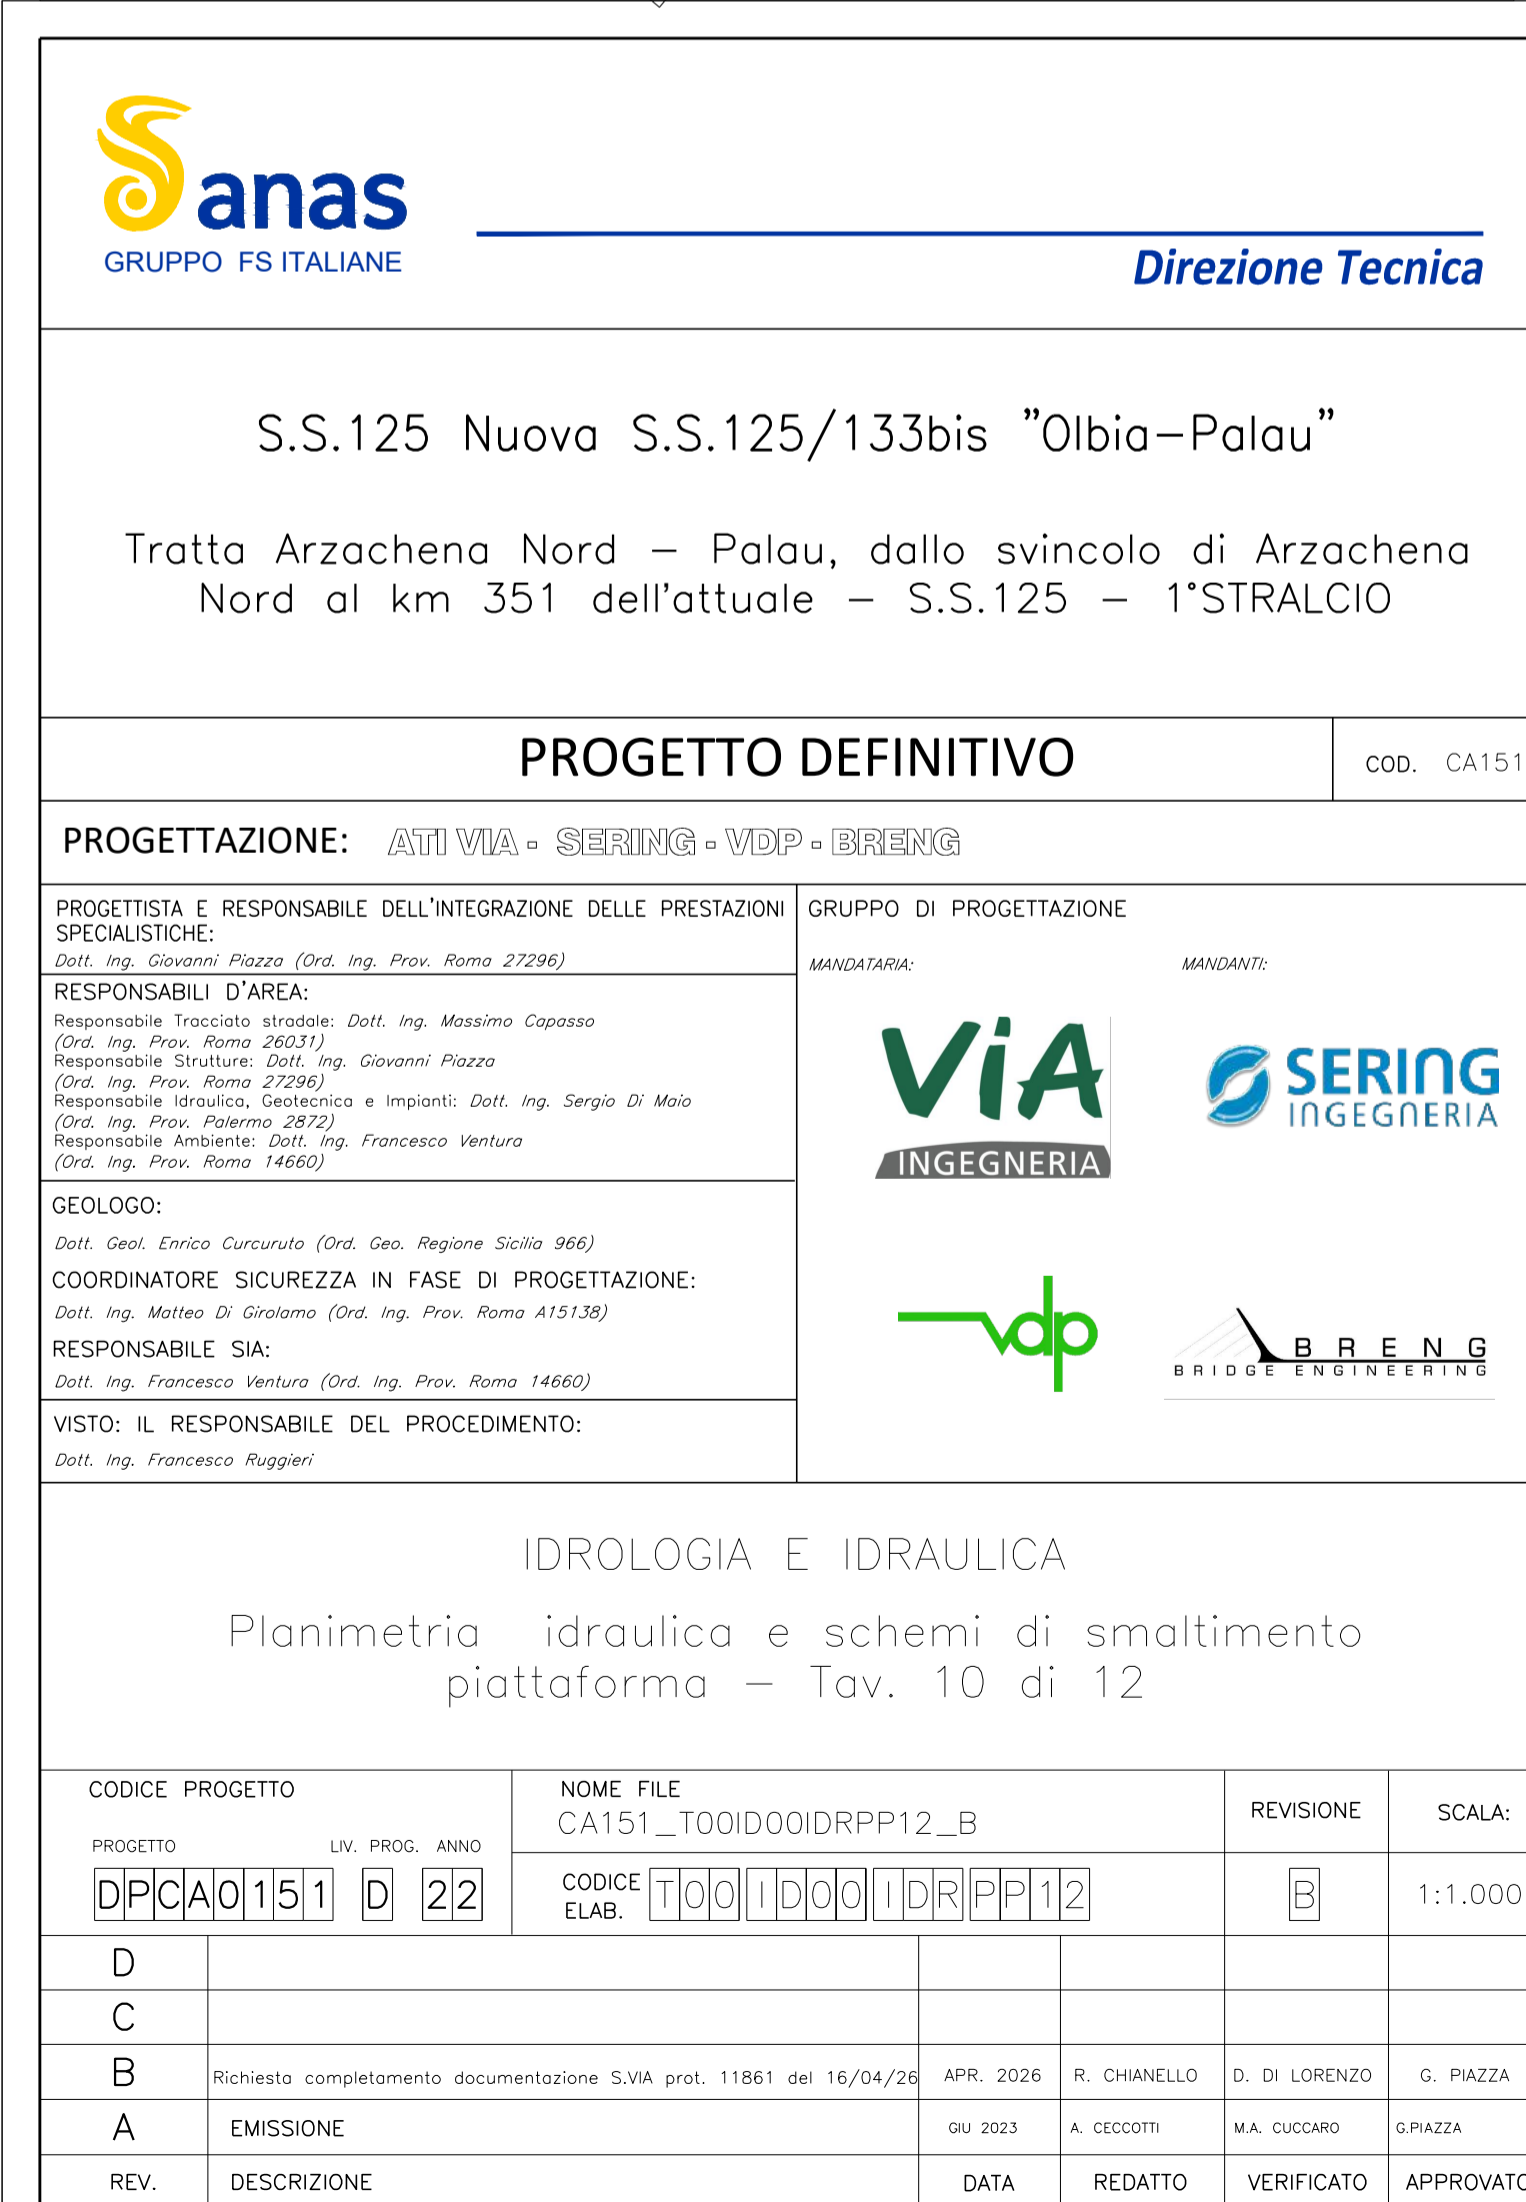 anas
GRUPPO FS ITALIANE
Direzione Tecnica
S.S.125 Nuova S.S.125/133bis "Olbia-Palau"
Tratta Arzachena Nord – Palau, dallo svincolo di Arzachena
Nord al km 351 dell'attuale – S.S.125 – 1°STRALCIO
PROGETTO DEFINITIVO
COD. CA151
PROGETTAZIONE: ATI VIA - SERING - VDP - BRENG
PROGETTISTA E RESPONSABILE DELL'INTEGRAZIONE DELLE PRESTAZIONI
SPECIALISTICHE:
Dott. Ing. Giovanni Piazza (Ord. Ing. Prov. Roma 27296)
RESPONSABILI D'AREA:
Responsabile Tracciato stradale: Dott. Ing. Massimo Capasso
(Ord. Ing. Prov. Roma 26031)
Responsabile Strutture: Dott. Ing. Giovanni Piazza
(Ord. Ing. Prov. Roma 27296)
Responsabile Idraulica, Geotecnica e Impianti: Dott. Ing. Sergio Di Maio
(Ord. Ing. Prov. Palermo 2872)
Responsabile Ambiente: Dott. Ing. Francesco Ventura
(Ord. Ing. Prov. Roma 14660)
GEOLOGO:
Dott. Geol. Enrico Curcuruto (Ord. Geo. Regione Sicilia 966)
COORDINATORE SICUREZZA IN FASE DI PROGETTAZIONE:
Dott. Ing. Matteo Di Girolamo (Ord. Ing. Prov. Roma A15138)
RESPONSABILE SIA:
Dott. Ing. Francesco Ventura (Ord. Ing. Prov. Roma 14660)
VISTO: IL RESPONSABILE DEL PROCEDIMENTO:
Dott. Ing. Francesco Ruggieri
GRUPPO DI PROGETTAZIONE
MANDATARIA:
MANDANTI:
ViA
INGEGNERIA
SERING
INGEGNERIA
vdp
BRENG
BRIDGE ENGINEERING
IDROLOGIA E IDRAULICA
Planimetria idraulica e schemi di smaltimento
piattaforma – Tav. 10 di 12
CODICE PROGETTO
PROGETTO LIV. PROG. ANNO
DPCA0151 D 22
NOME FILE
CA151_T00ID00IDRPP12_B
CODICE
ELAB.
T00ID00IDRPP12
REVISIONE
B
SCALA:
1:1.000
D
C
B Richiesta completamento documentazione S.VIA prot. 11861 del 16/04/26 APR. 2026 R. CHIANELLO D. DI LORENZO G. PIAZZA
A EMISSIONE GIU 2023 A. CECCOTTI M.A. CUCCARO G.PIAZZA
REV. DESCRIZIONE DATA REDATTO VERIFICATO APPROVATO